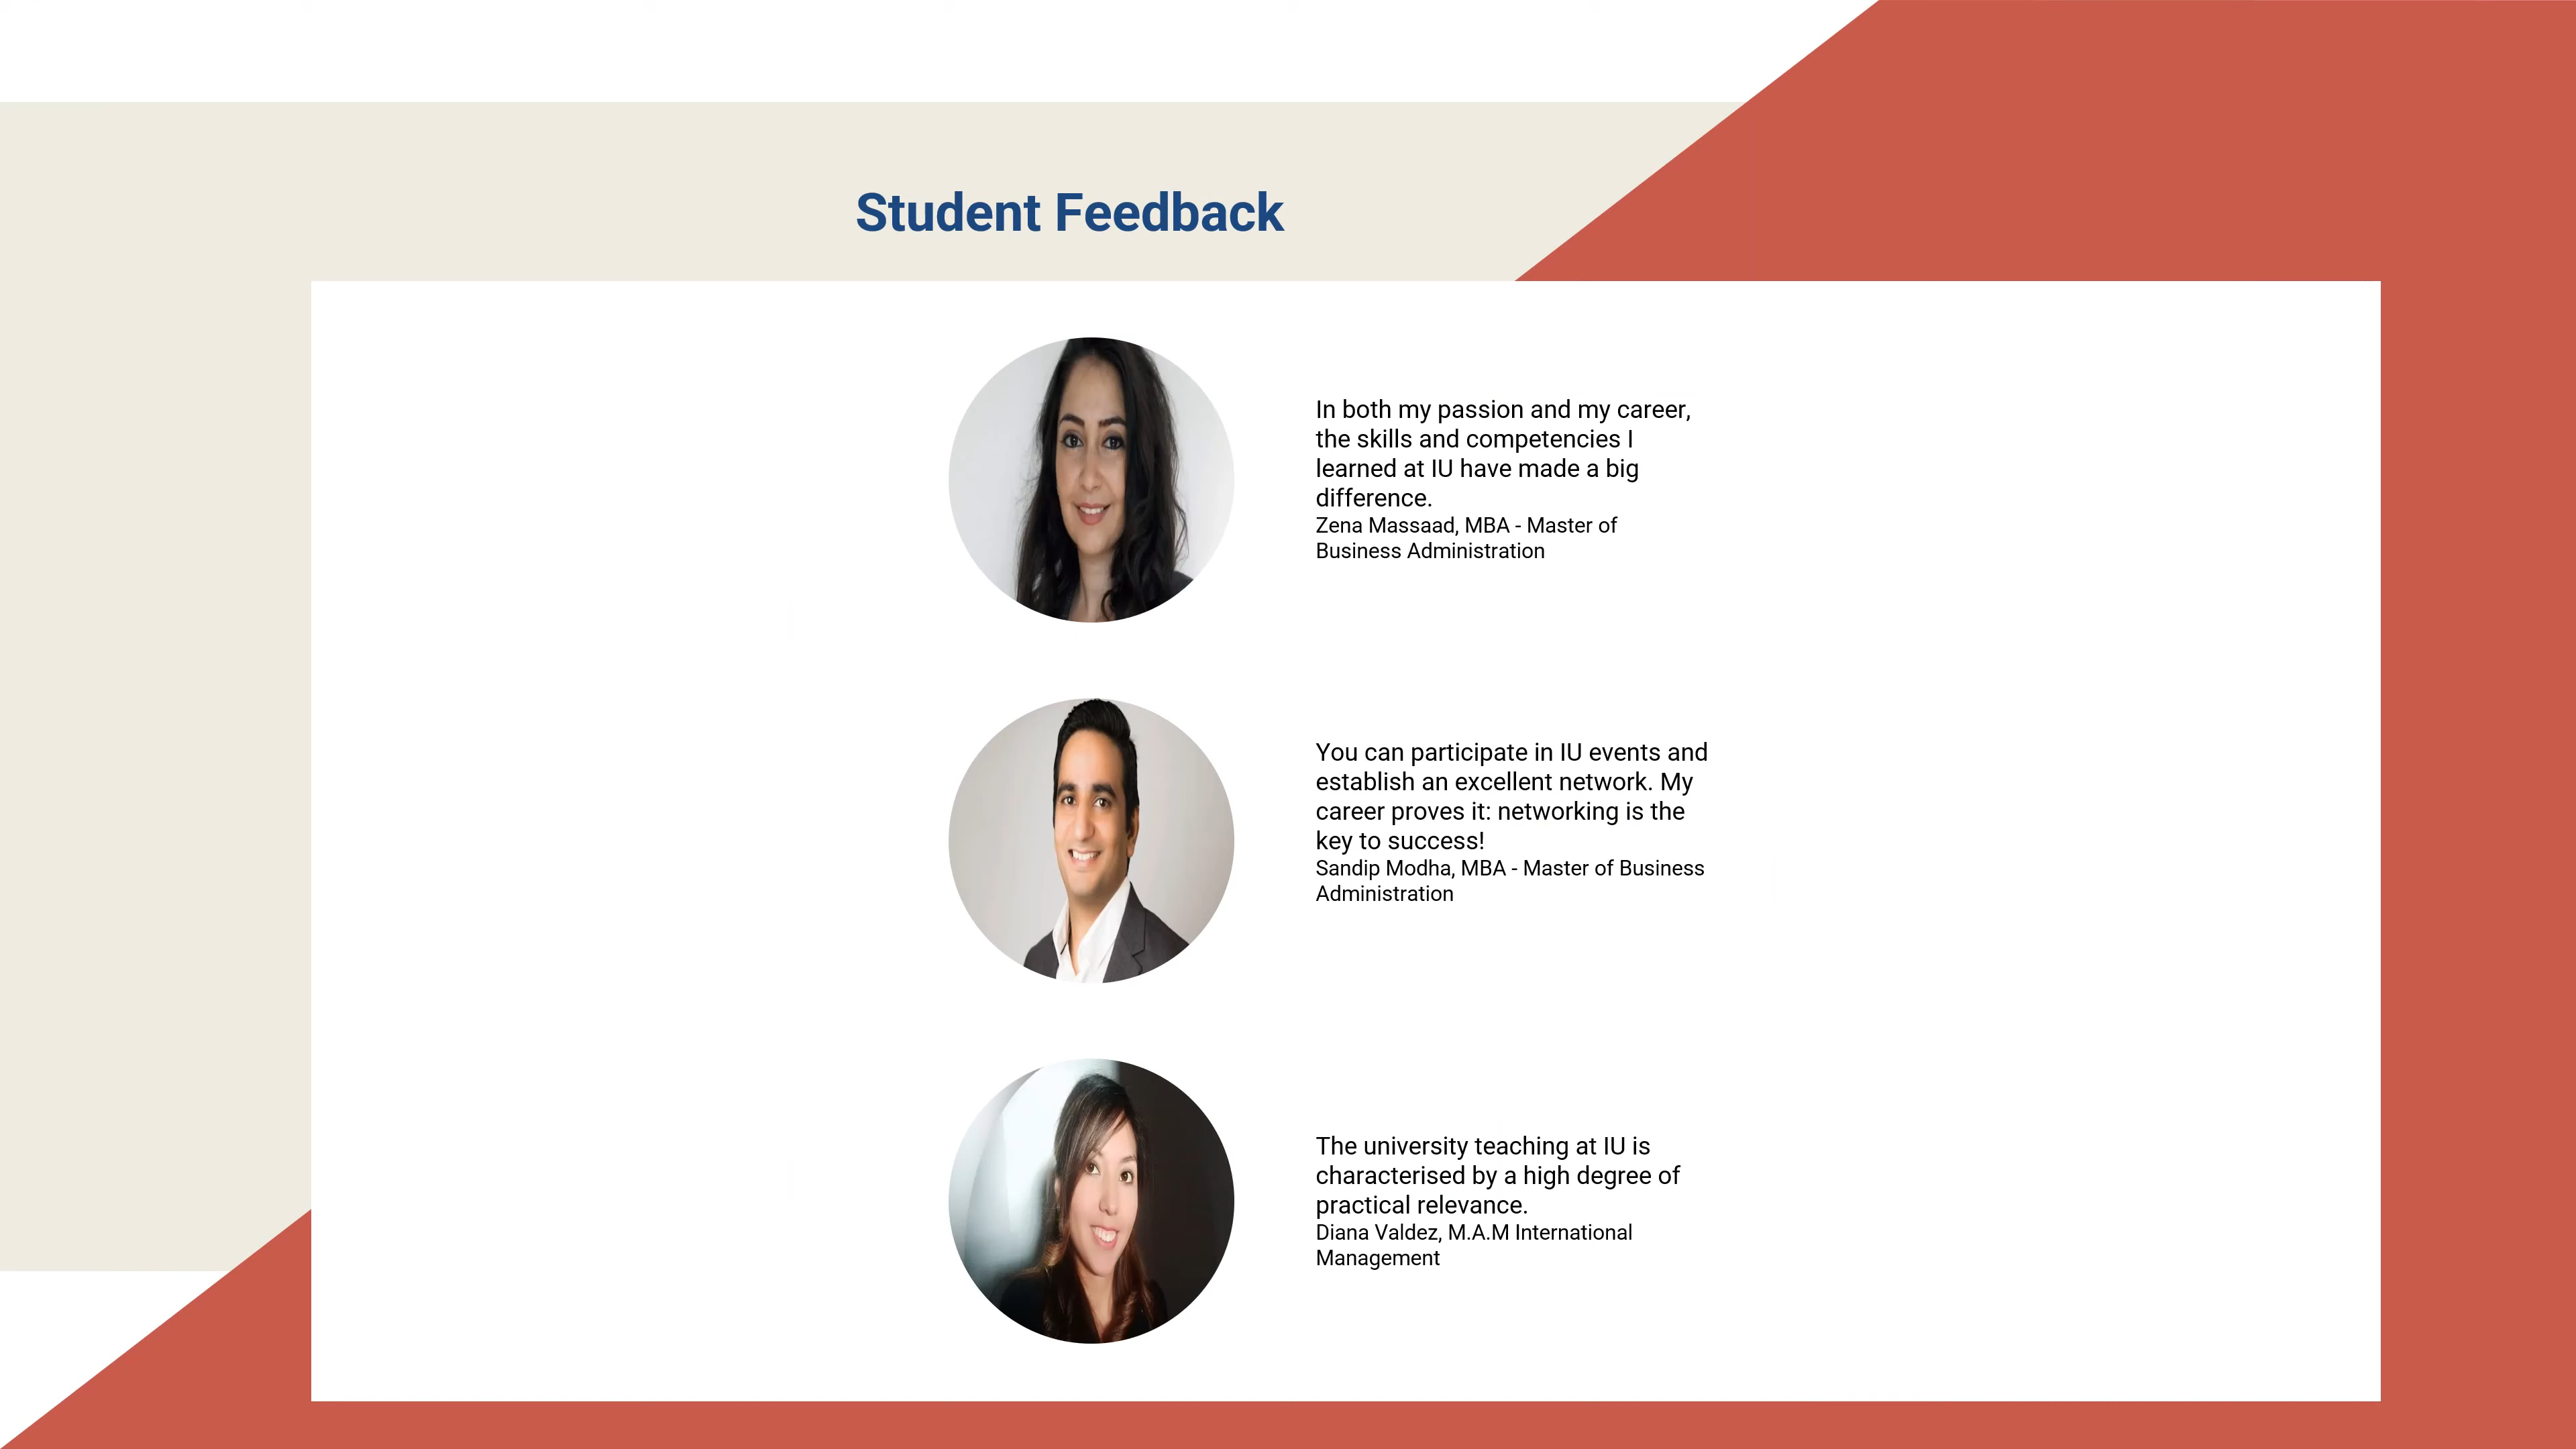 Student Feedback
In both my passion and my career,
the skills and competencies I
learned at IU have made a big
difference.
Zena Massaad, MBA - Master of
Business Administration
You can participate in IU events and
establish an excellent network. My
career proves it: networking is the
key to success!
Sandip Modha, MBA - Master of Business
Administration
The university teaching at IU is
characterised by a high degree of
practical relevance.
Diana Valdez, M.A.M International
Management